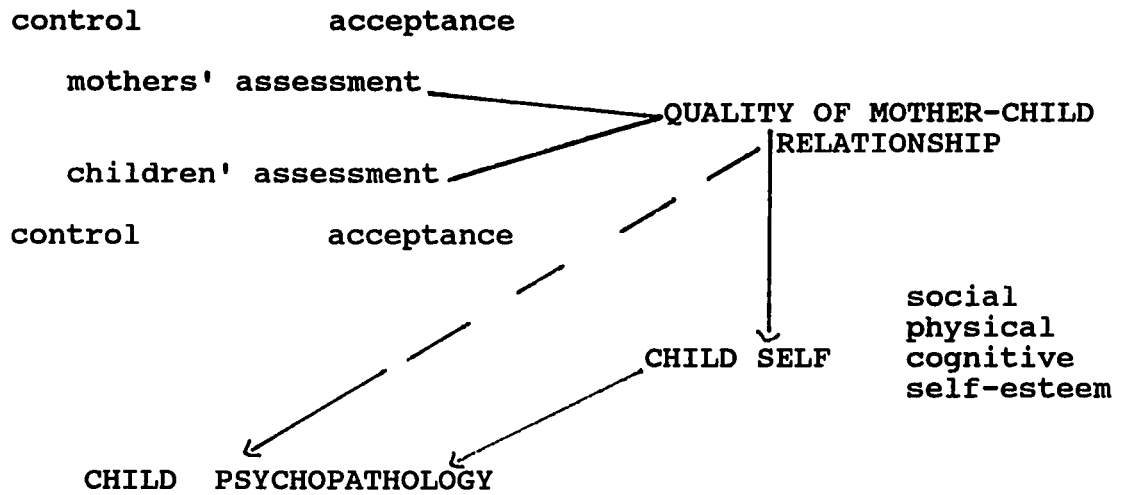 control acceptance
mothers' assessment
QUALITY OF MOTHER-CHILD
RELATIONSHIP
children' assessment
control acceptance
social
physical
cognitive
self-esteem
CHILD SELF
CHILD PSYCHOPATHOLOGY